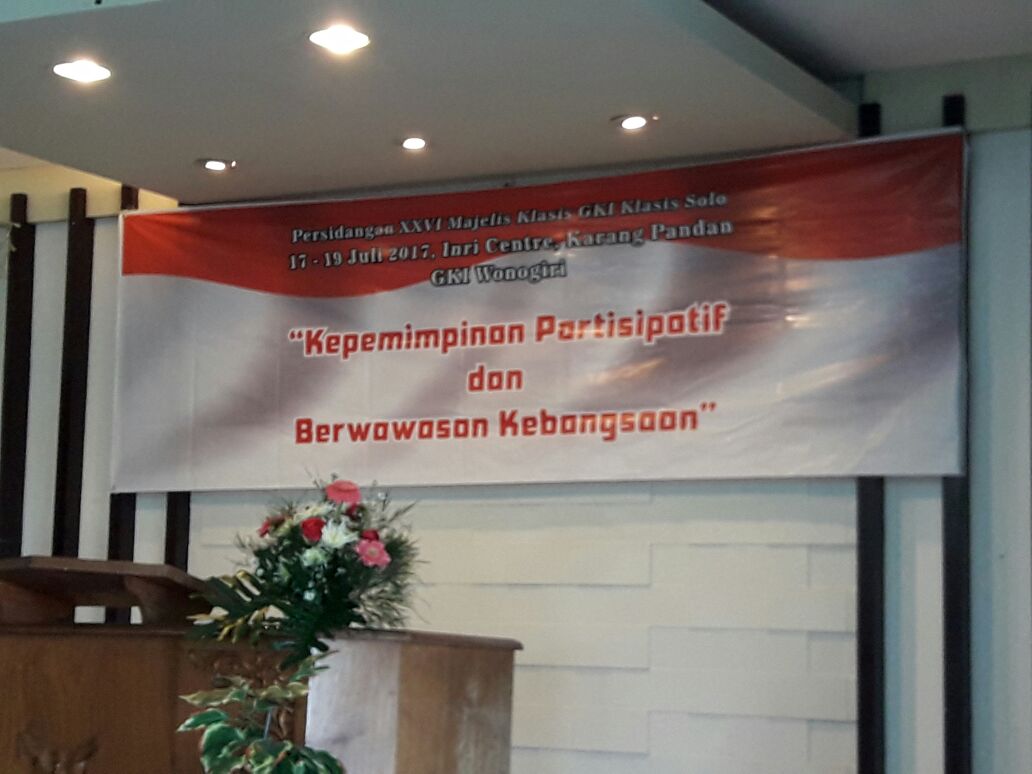 Persidangan XXVI Majelis Klasis GKI Klasis Solo
17 - 19 Juli 2017, Inri Centre, Karang Pandan
GKI Wonogiri
“Kepemimpinan Partisipatif
dan
Berwawasan Kebangsaan”